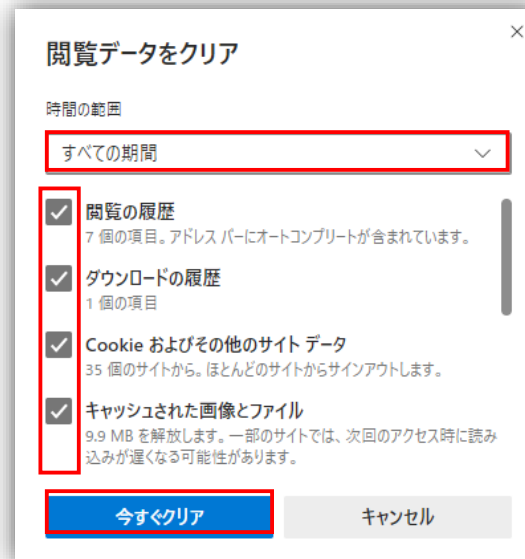 閲覧データをクリア
時間の範囲
すべての期間
閲覧の履歴
7 個の項目。アドレス バーにオートコンプリートが含まれています。
ダウンロードの履歴
1 個の項目
Cookie およびその他のサイト データ
35 個のサイトから。ほとんどのサイトからサインアウトします。
キャッシュされた画像とファイル
9.9 MB を解放します。一部のサイトでは、次回のアクセス時に読み
込みが遅くなる可能性があります。
今すぐクリア
キャンセル